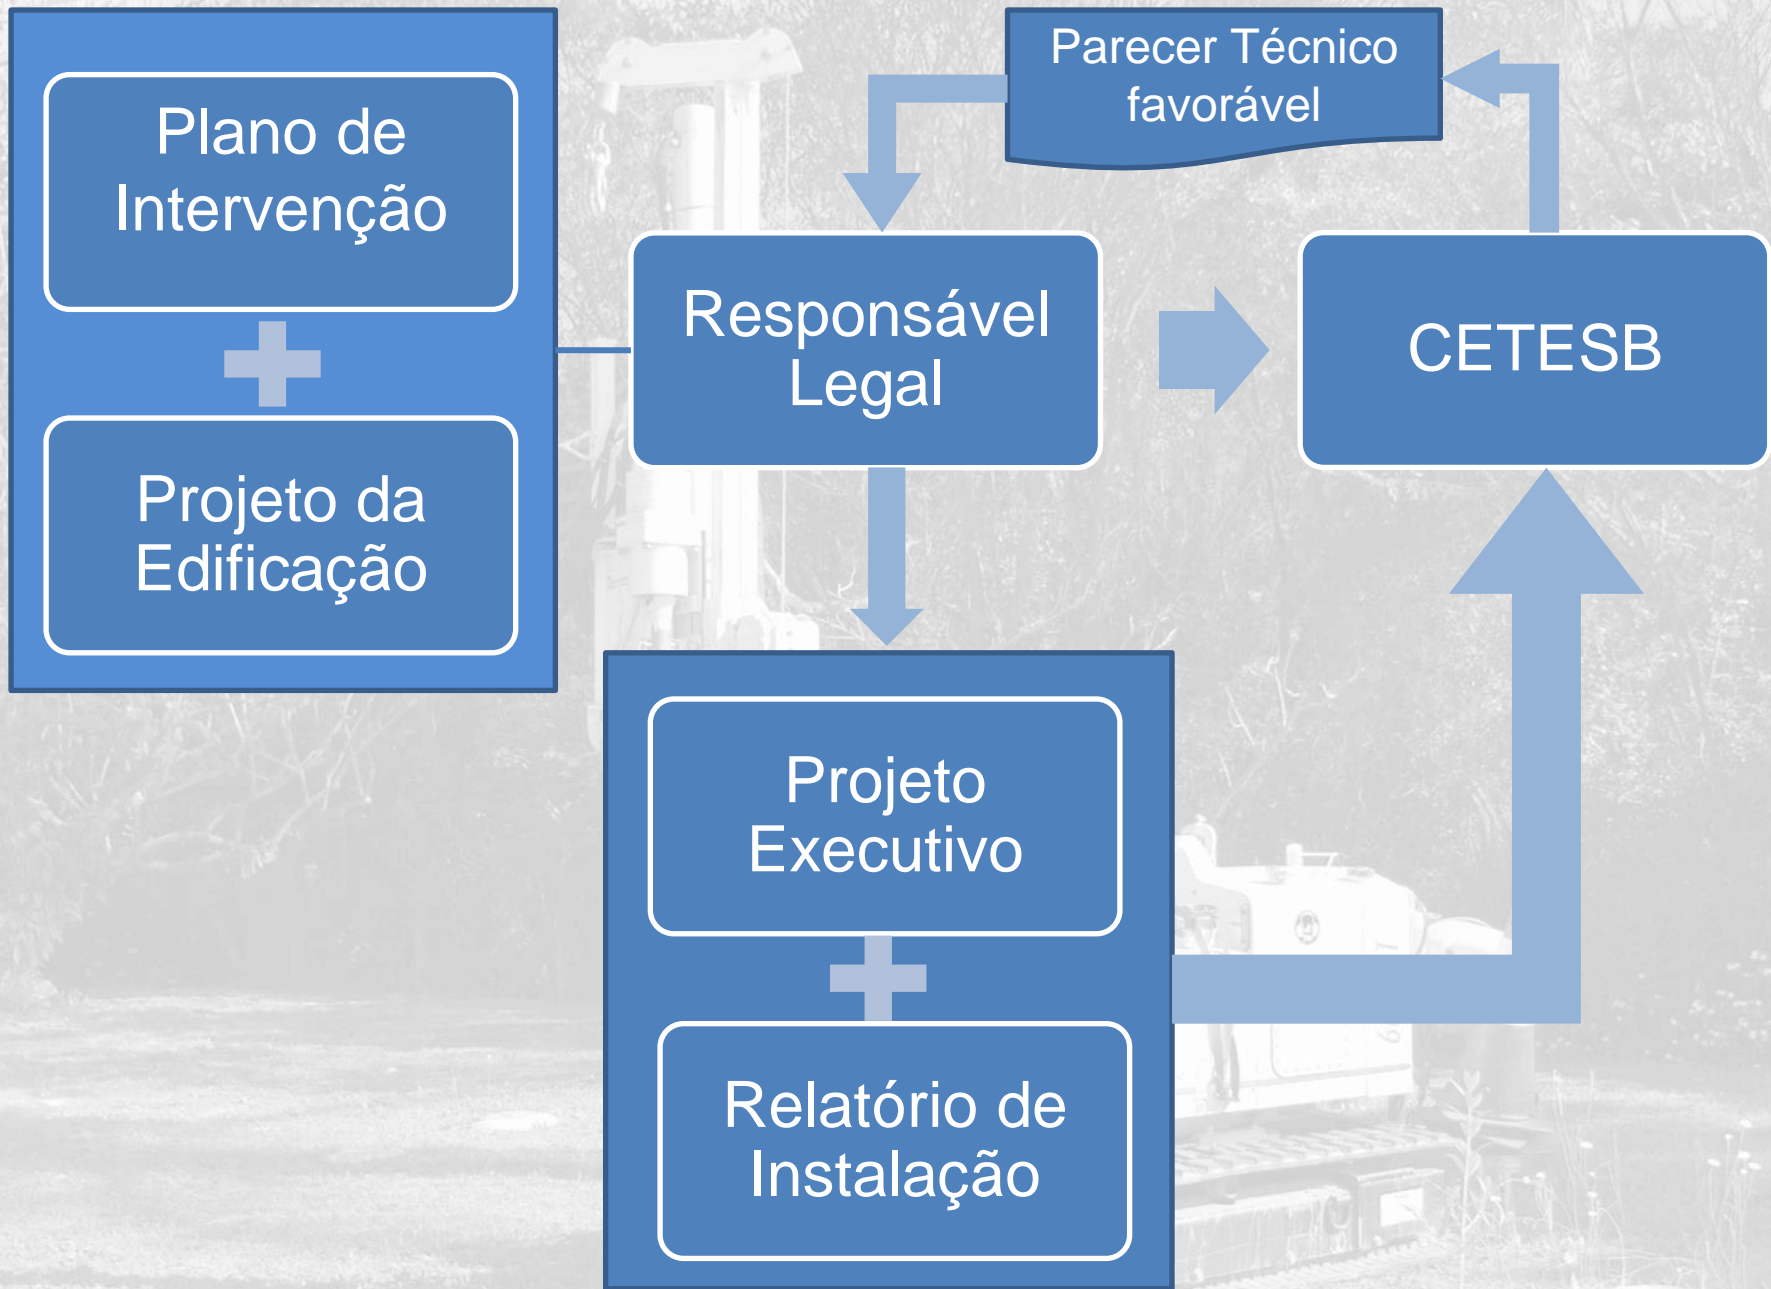 Plano de
Intervenção
Projeto da
Edificação
Parecer Técnico
favorável
Responsável
Legal
CETESB
Projeto
Executivo
Relatório de
Instalação